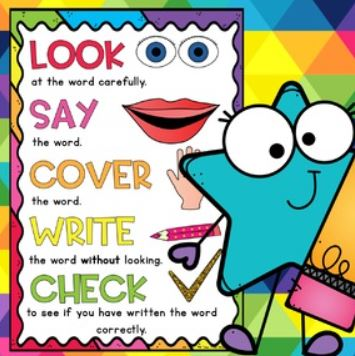 LOOK
at the word carefully.
SAY
the word.
COVER
the word.
WRITE
the word without looking.
CHECK
to see if you have written the word
correctly.